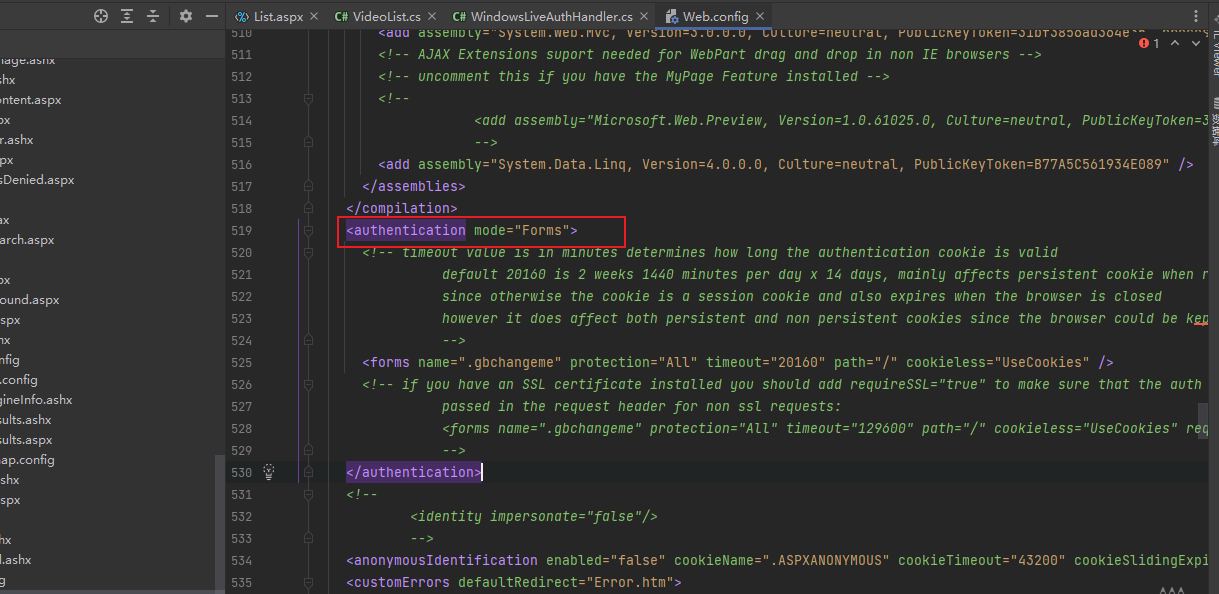 List.aspx
C# VideoList.cs
C# WindowsLiveAuthHandler.cs
Web.config
nage.ashx
shx
ontent.aspx
px
r.ashx
px
sDenied.aspx
ax
arch.aspx
px
ound.aspx
spx
hx
nfig
.config
gineInfo.ashx
sults.ashx
sults.aspx
nap.config
shx
spx
hx
l.ashx
g
510 <add assembly="System.Web.Mvc, Version=3.0.0.0, Culture=neutral,
1
511 <!-- AJAX Extensions suport needed for WebPart drag and drop in non IE browsers -->
512 <!-- uncomment this if you have the MyPage Feature installed -->
513 <!--
514 <add assembly="Microsoft.Web.Preview, Version=1.0.61025.0, Culture=neutral, PublicKeyToken=3
515 -->
516 <add assembly="System.Data.Linq, Version=4.0.0.0, Culture=neutral, PublicKeyToken=B77A5C561934E089" />
517 </assemblies>
518 </compilation>
519 <authentication mode="Forms">
520 <!-- timeout value is in minutes determines how long the authentication cookie is valid
521 default 20160 is 2 weeks 1440 minutes per day x 14 days, mainly affects persistent cookie when r
522 since otherwise the cookie is a session cookie and also expires when the browser is closed
523 however it does affect both persistent and non persistent cookies since the browser could be kep
524 -->
525 <forms name=".gbchangeme" protection="All" timeout="20160" path="/" cookieless="UseCookies" />
526 <!-- if you have an SSL certificate installed you should add requireSSL="true" to make sure that the auth
527 passed in the request header for non ssl requests:
528 <forms name=".gbchangeme" protection="All" timeout="129600" path="/" cookieless="UseCookies" req
529 -->
530 </authentication>
531 <!--
532 <identity impersonate="false"/>
533 -->
534 <anonymousIdentification enabled="false" cookieName=".ASPXANONYMOUS" cookieTimeout="43200" cookieSlidingExpi
535 <customErrors defaultRedirect="Error.htm">